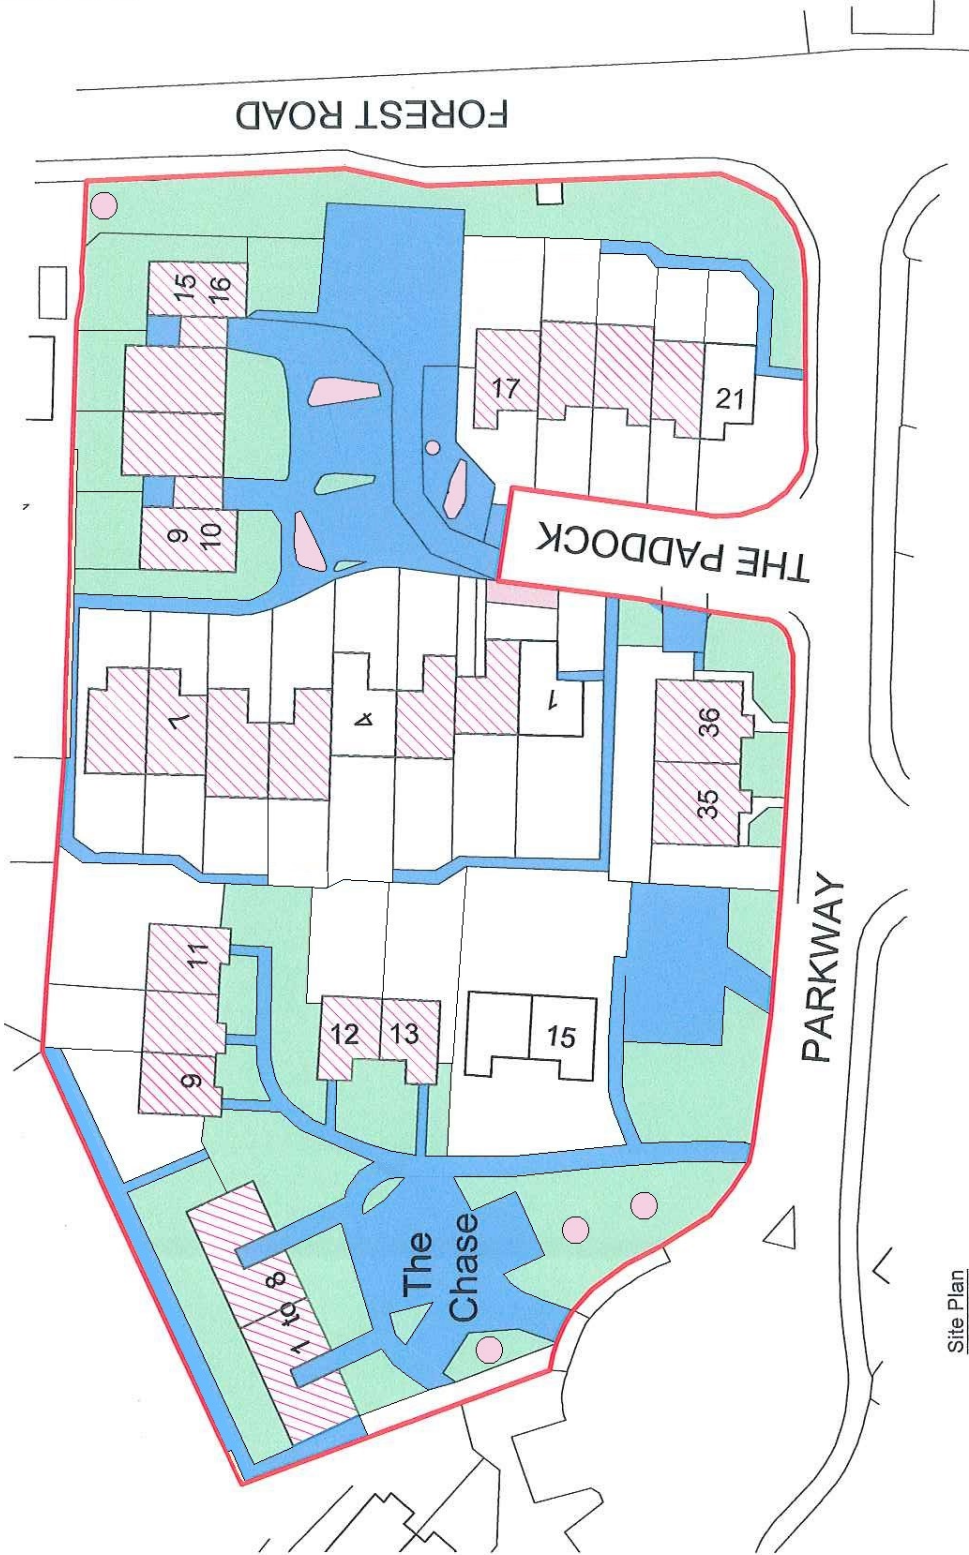 FOREST ROAD
15
16
9
10
17
21
THE PADDOCK
7
4
1
36
35
11
9
12
13
15
PARKWAY
1 to 8
The
Chase
Site Plan